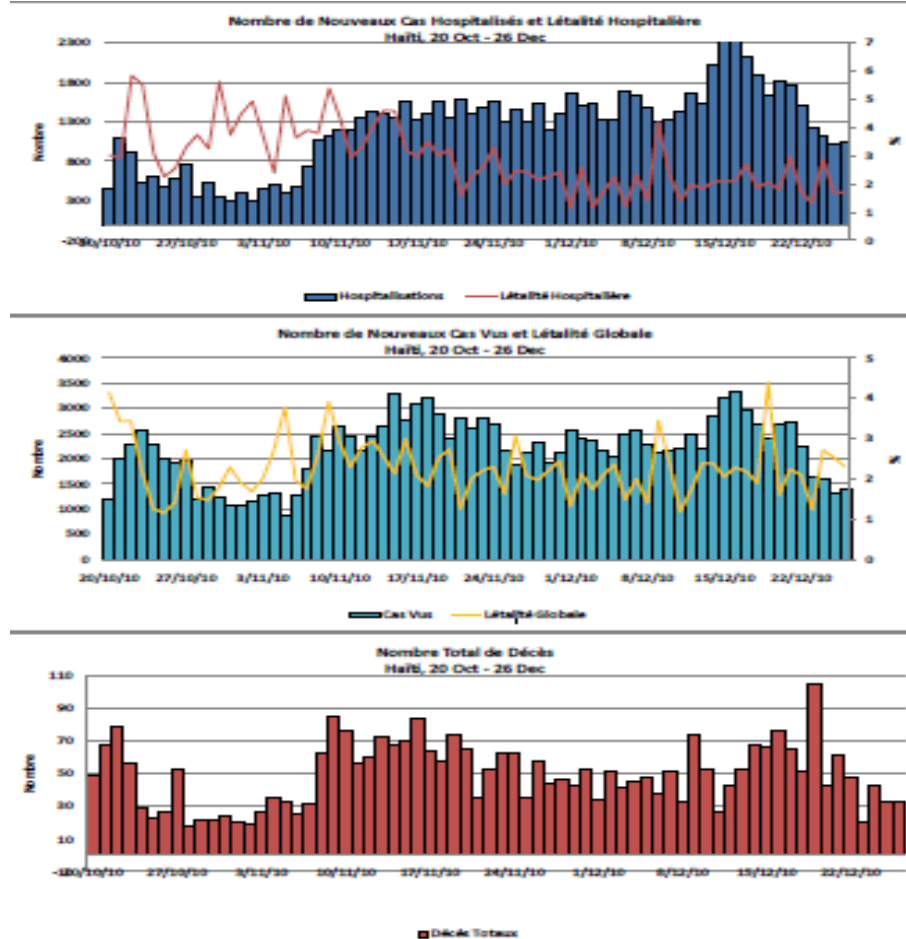 Nombre de Nouveaux Cas Hospitalisés et Létalité Hospitalière
Haïti, 20 Oct - 26 Dec
2300
1800
1300
800
300
-200
7
6
5
4
3
2
1
0
Nombre
%
20/10/10 27/10/10 3/11/10 10/11/10 17/11/10 24/11/10 1/12/10 8/12/10 15/12/10 22/12/10
Hospitalisations Létalité Hospitalière
Nombre de Nouveaux Cas Vus et Létalité Globale
Haïti, 20 Oct - 26 Dec
4000
3500
3000
2500
2000
1500
1000
500
0
5
4
3
2
1
0
Nombre
%
20/10/10 27/10/10 3/11/10 10/11/10 17/11/10 24/11/10 1/12/10 8/12/10 15/12/10 22/12/10
Cas Vus Létalité Globale
Nombre Total de Décès
Haïti, 20 Oct - 26 Dec
110
90
70
50
30
10
Nombre
20/10/10 27/10/10 3/11/10 10/11/10 17/11/10 24/11/10 1/12/10 8/12/10 15/12/10 22/12/10
Décés Totaux